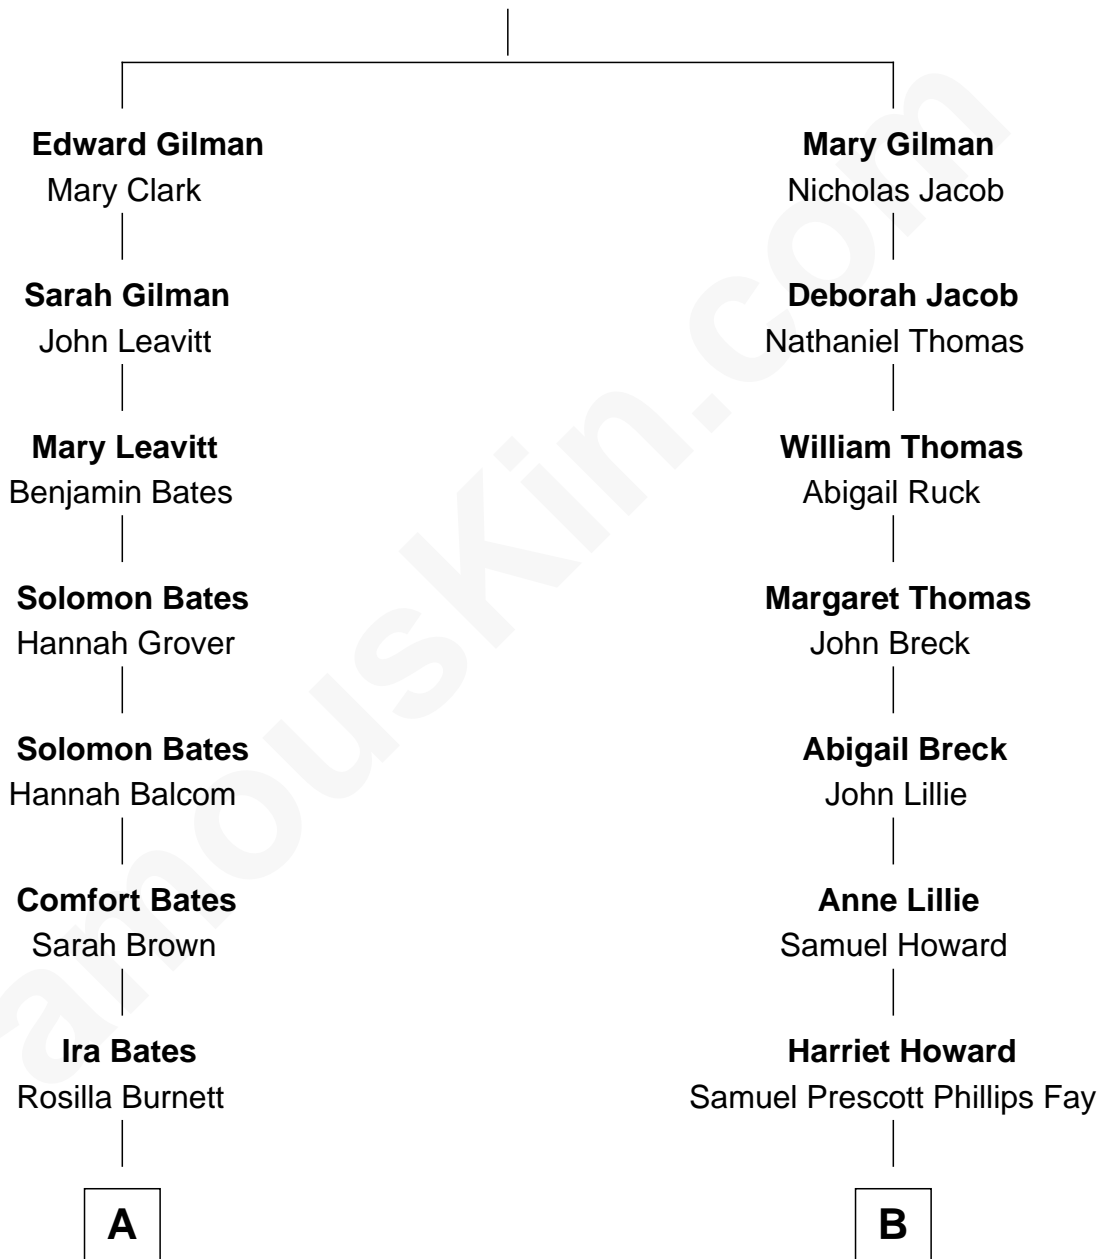 Edward Gilman
Mary Clark
Sarah Gilman
John Leavitt
Mary Leavitt
Benjamin Bates
Solomon Bates
Hannah Grover
Solomon Bates
Hannah Balcom
Comfort Bates
Sarah Brown
Ira Bates
Rosilla Burnett
A
Mary Gilman
Nicholas Jacob
Deborah Jacob
Nathaniel Thomas
William Thomas
Abigail Ruck
Margaret Thomas
John Breck
Abigail Breck
John Lillie
Anne Lillie
Samuel Howard
Harriet Howard
Samuel Prescott Phillips Fay
B
amousKin.com